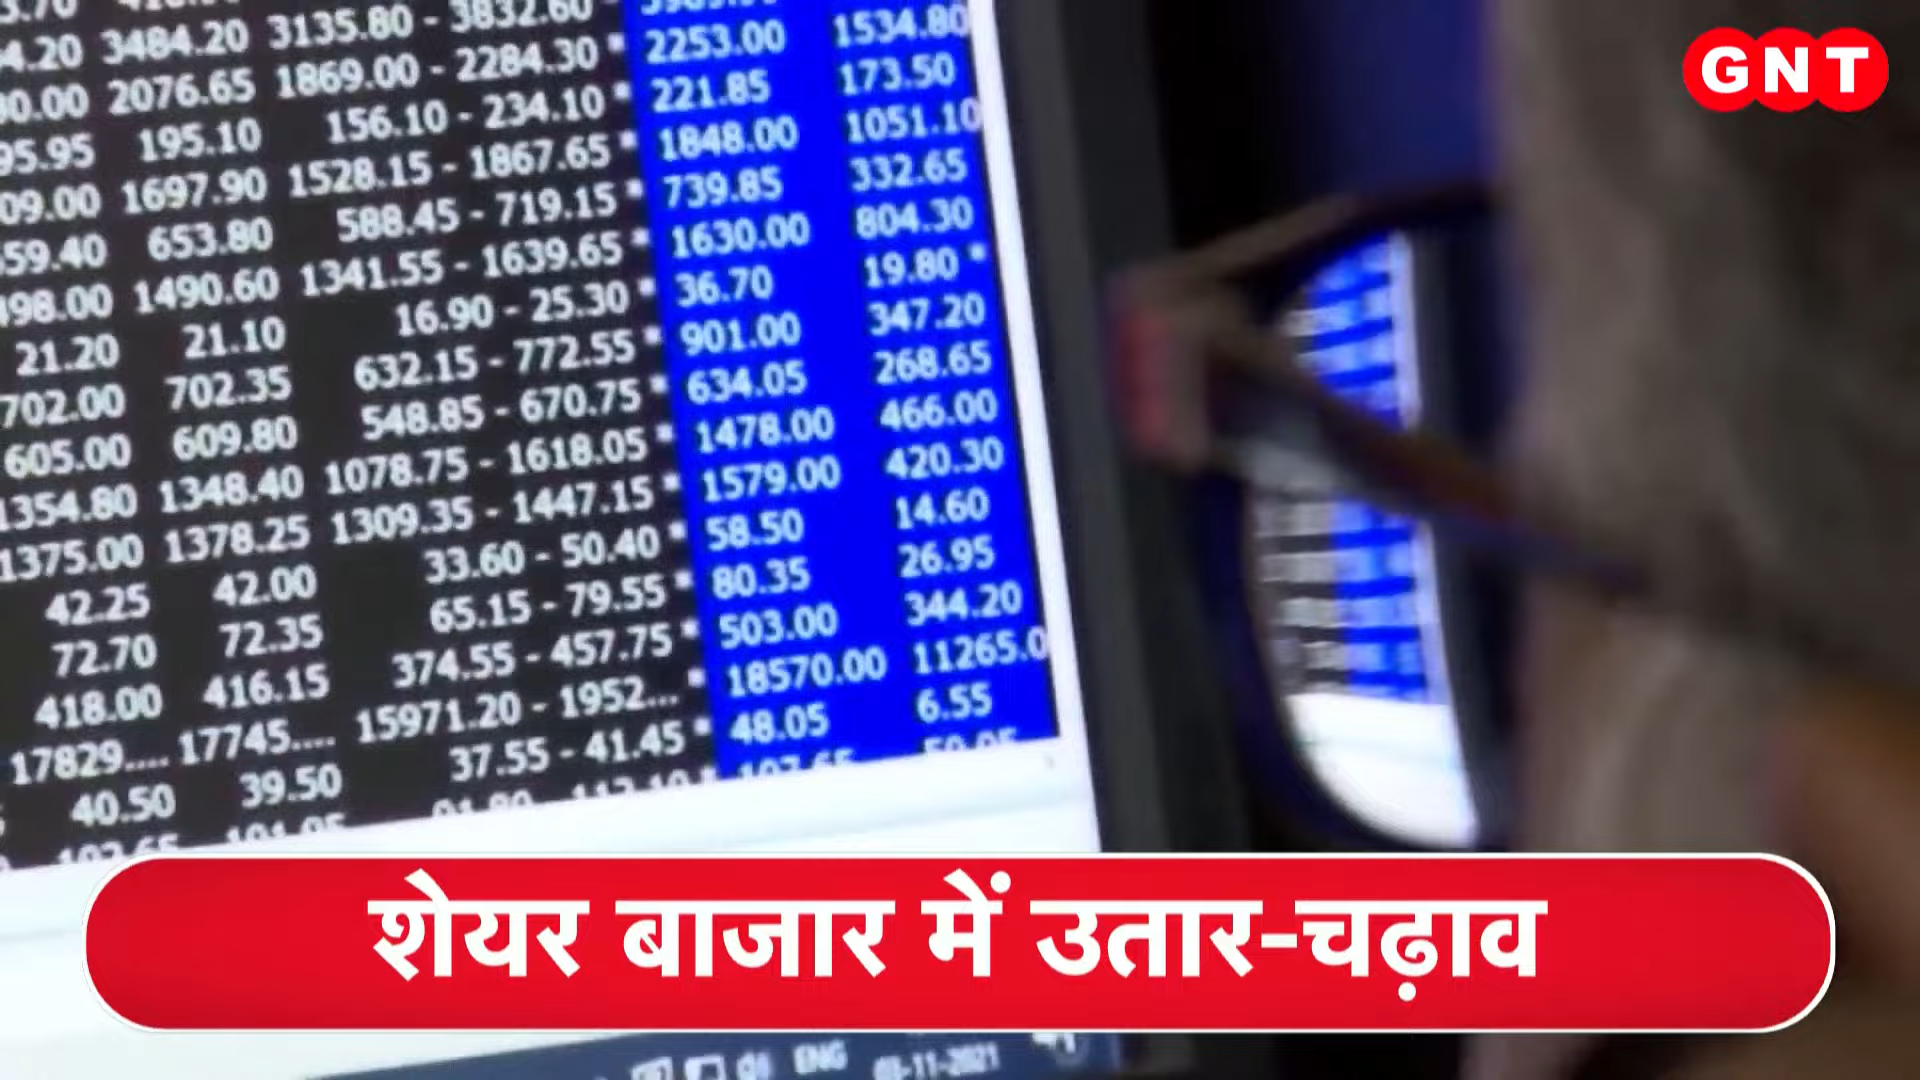 GNT
3484.20 3135.80 - 3832.60
2253.00 1534.80
2076.65 1869.00 - 2284.30 * 221.85 173.50
195.10 156.10 - 234.10 * 1848.00 1051.10
1697.90 1528.15 - 1867.65 * 739.85 332.65
653.80 588.45 - 719.15 * 1630.00 804.30
1490.60 1341.55 - 1639.65 * 36.70 19.80 *
21.20 21.10 16.90 - 25.30 * 901.00 347.20
702.00 702.35 632.15 - 772.55 * 634.05 268.65
605.00 609.80 548.85 - 670.75 * 1478.00 466.00
1354.80 1348.40 1078.75 - 1618.05 * 1579.00 420.30
1375.00 1378.25 1309.35 - 1447.15 * 58.50 14.60
42.25 42.00 33.60 - 50.40 * 80.35 26.95
72.70 72.35 65.15 - 79.55 * 503.00 344.20
418.00 416.15 374.55 - 457.75 * 18570.00 11265.0
17829.... 17745.... 15971.20 - 1952... * 48.05 6.55
40.50 39.50 37.55 - 41.45 *
शेयर बाजार में उतार-चढ़ाव
ENG